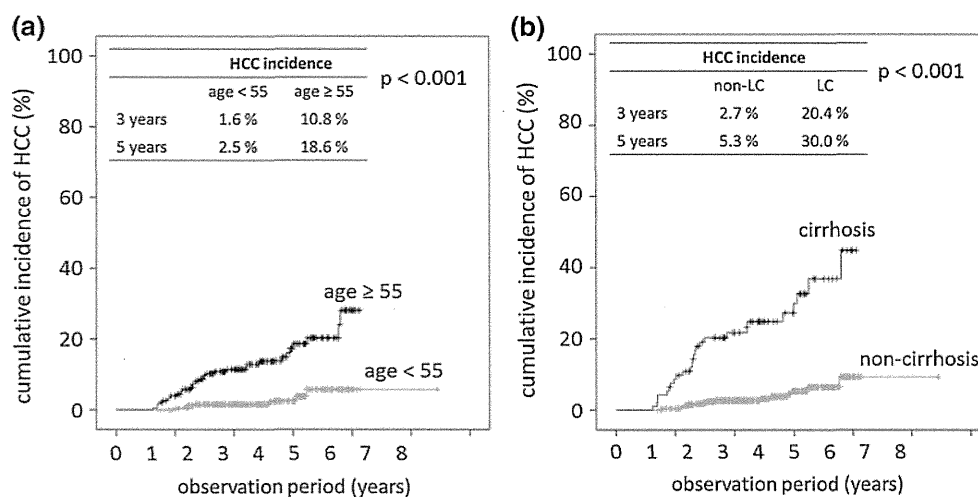 (a)
cumulative incidence of HCC (%)
100
80
60
40
20
0
HCC incidence
age < 55 age ≥ 55
3 years 1.6 % 10.8 %
5 years 2.5 % 18.6 %
p < 0.001
age ≥ 55
age < 55
0 1 2 3 4 5 6 7 8
observation period (years)
(b)
cumulative incidence of HCC (%)
100
80
60
40
20
0
HCC incidence
non-LC LC
3 years 2.7 % 20.4 %
5 years 5.3 % 30.0 %
p < 0.001
cirrhosis
non-cirrhosis
0 1 2 3 4 5 6 7 8
observation period (years)